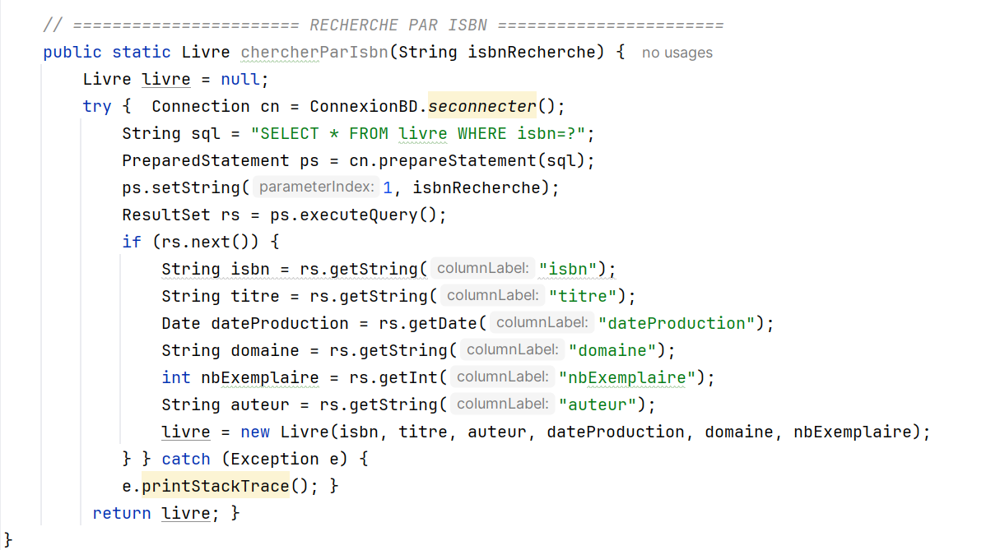 // ======================= RECHERCHE PAR ISBN =======================
public static Livre chercherParIsbn(String isbnRecherche) { no usages
Livre livre = null;
try { Connection cn = ConnexionBD.seconnecter();
String sql = "SELECT * FROM livre WHERE isbn=?";
PreparedStatement ps = cn.prepareStatement(sql);
ps.setString( parameterIndex: 1, isbnRecherche);
ResultSet rs = ps.executeQuery();
if (rs.next()) {
String isbn = rs.getString( columnLabel: "isbn");
String titre = rs.getString( columnLabel: "titre");
Date dateProduction = rs.getDate( columnLabel: "dateProduction");
String domaine = rs.getString( columnLabel: "domaine");
int nbExemplaire = rs.getInt( columnLabel: "nbExemplaire");
String auteur = rs.getString( columnLabel: "auteur");
livre = new Livre(isbn, titre, auteur, dateProduction, domaine, nbExemplaire);
} } catch (Exception e) {
e.printStackTrace(); }
return livre; }
}